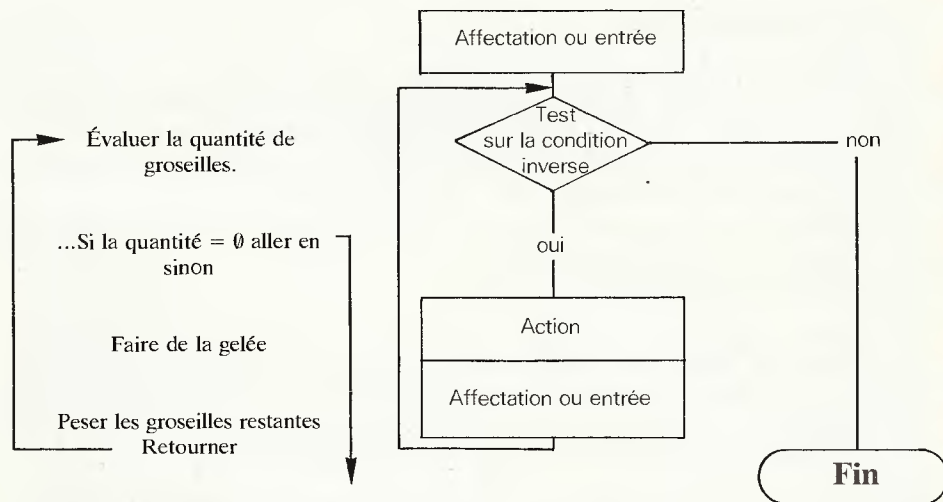 Évaluer la quantité de
groseilles.
...Si la quantité = 0 aller en
sinon
Faire de la gelée
Peser les groseilles restantes
Retourner
Affectation ou entrée
Test
sur la condition
inverse
non
oui
Action
Affectation ou entrée
Fin